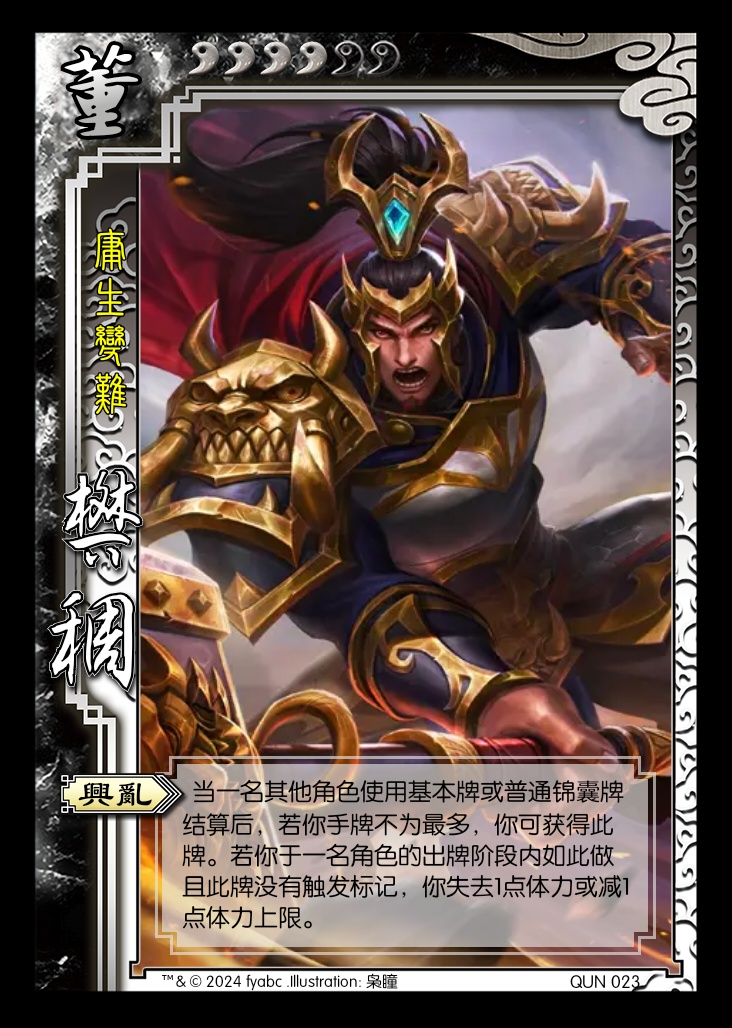 董
庸生變難
樊稠
興亂
当一名其他角色使用基本牌或普通锦囊牌
结算后，若你手牌不为最多，你可获得此
牌。若你于一名角色的出牌阶段内如此做
且此牌没有触发标记，你失去1点体力或减1
点体力上限。
™ & © 2024 fyabc .Illustration: 枭瞳
QUN 023